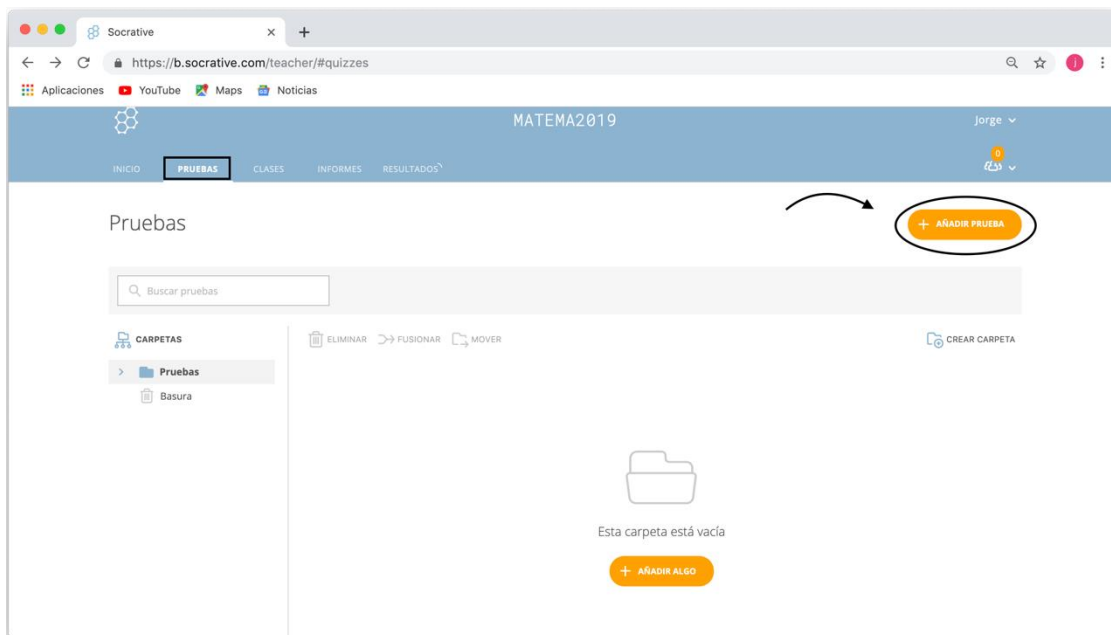 Socrative
https://b.socrative.com/teacher/#quizzes
j
Aplicaciones YouTube Maps Noticias
MATEMA2019
Jorge
0
INICIO PRUEBAS CLASES INFORMES RESULTADOS
Pruebas
+ AÑADIR PRUEBA
Buscar pruebas
CARPETAS
ELIMINAR FUSIONAR MOVER
CREAR CARPETA
Pruebas
Basura
Esta carpeta está vacía
+ AÑADIR ALGO